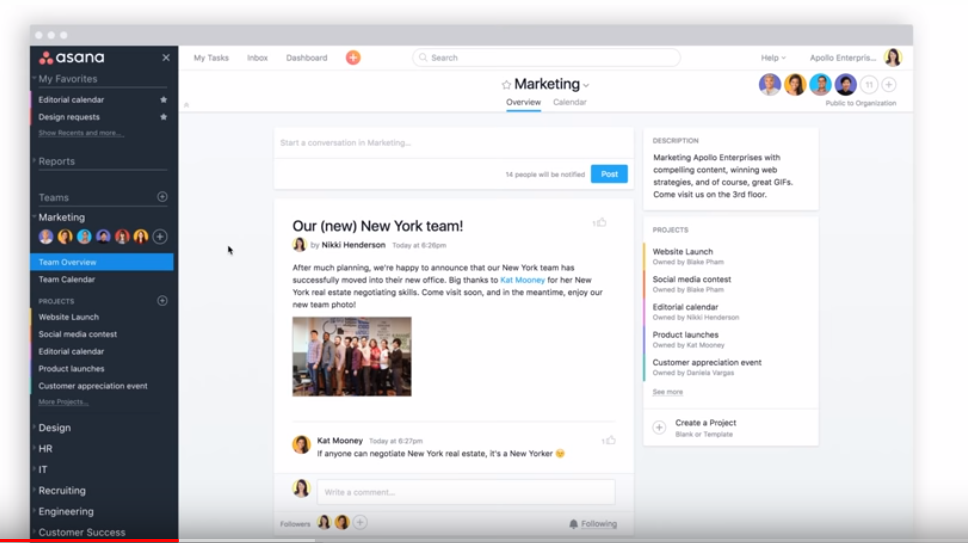 asana
My Tasks
Inbox
Dashboard
Search
Help
Apollo Enterpris...
My Favorites
Editorial calendar
Design requests
Show Recents and more...
Reports
Teams
Marketing
Team Overview
Team Calendar
PROJECTS
Website Launch
Social media contest
Editorial calendar
Product launches
Customer appreciation event
More Projects...
Design
HR
IT
Recruiting
Engineering
Customer Success
Marketing
Overview
Calendar
11
Public to Organization
Start a conversation in Marketing...
14 people will be notified
Post
Our (new) New York team!
1
by Nikki Henderson Today at 6:26pm
After much planning, we're happy to announce that our New York team has
successfully moved into their new office. Big thanks to Kat Mooney for her New
York real estate negotiating skills. Come visit soon, and in the meantime, enjoy our
new team photo!
Kat Mooney Today at 6:27pm
1
If anyone can negotiate New York real estate, it's a New Yorker 😊
Write a comment...
Followers
Following
DESCRIPTION
Marketing Apollo Enterprises with
compelling content, winning web
strategies, and of course, great GIFs.
Come visit us on the 3rd floor.
PROJECTS
Website Launch
Owned by Blake Pham
Social media contest
Owned by Blake Pham
Editorial calendar
Owned by Nikki Henderson
Product launches
Owned by Kat Mooney
Customer appreciation event
Owned by Daniela Vargas
See more
Create a Project
Blank or Template